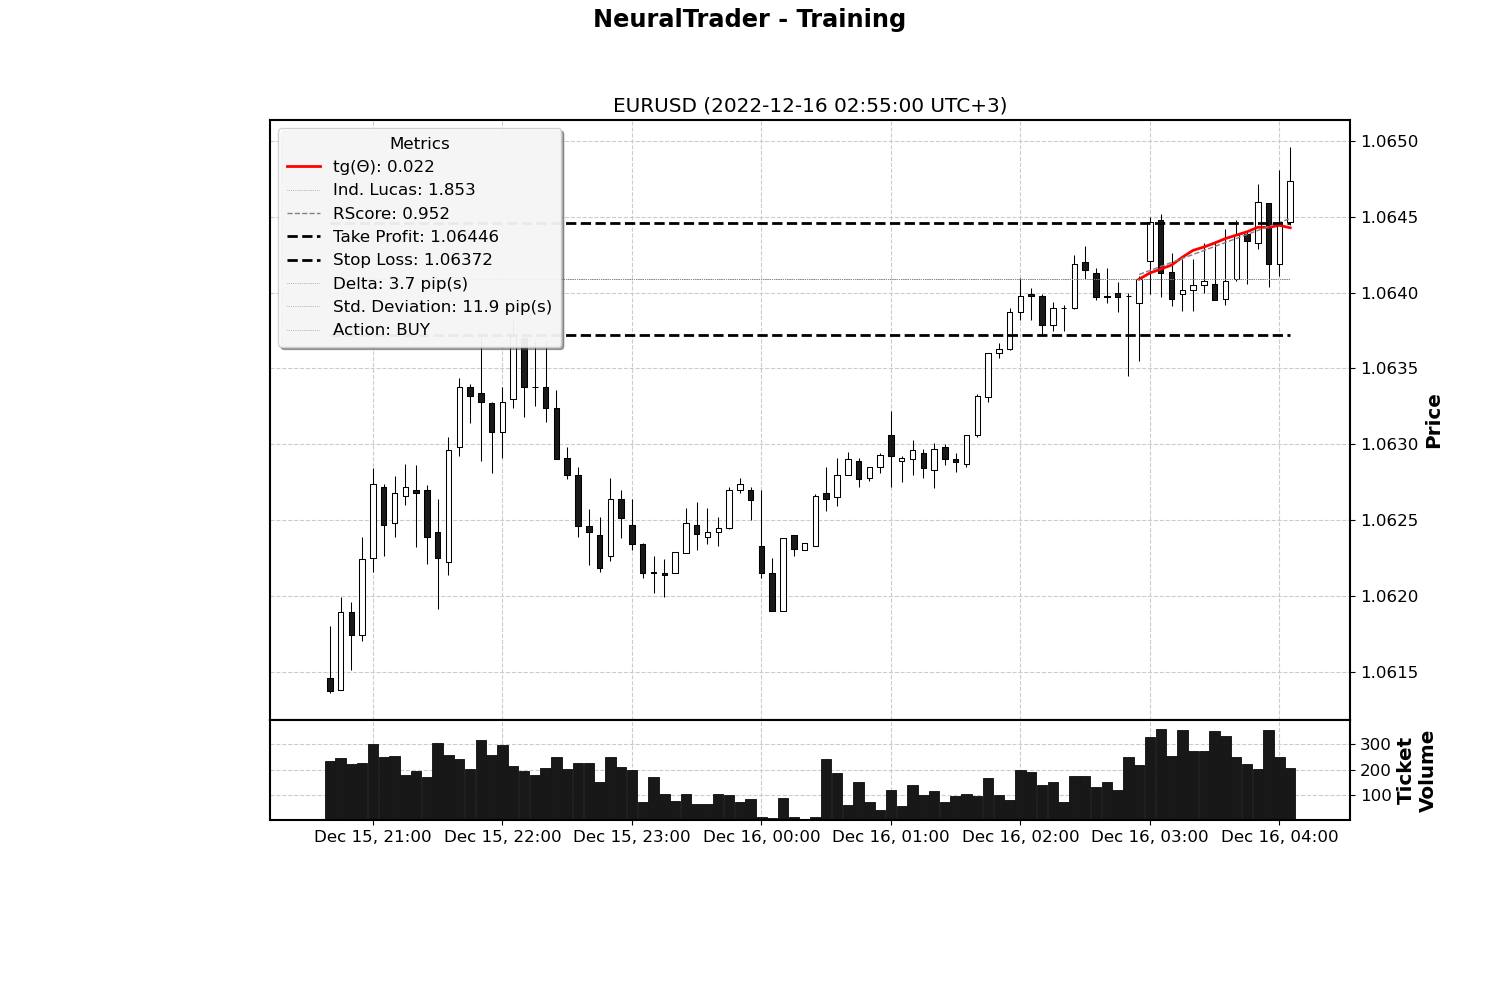 NeuralTrader - Training
EURUSD (2022-12-16 02:55:00 UTC+3)
Metrics
tg(Θ): 0.022
Ind. Lucas: 1.853
RScore: 0.952
Take Profit: 1.06446
Stop Loss: 1.06372
Delta: 3.7 pip(s)
Std. Deviation: 11.9 pip(s)
Action: BUY
1.0650
1.0645
1.0640
1.0635
1.0630
1.0625
1.0620
1.0615
Price
300
200
100
Ticket
Volume
Dec 15, 21:00 Dec 15, 22:00 Dec 15, 23:00 Dec 16, 00:00 Dec 16, 01:00 Dec 16, 02:00 Dec 16, 03:00 Dec 16, 04:00